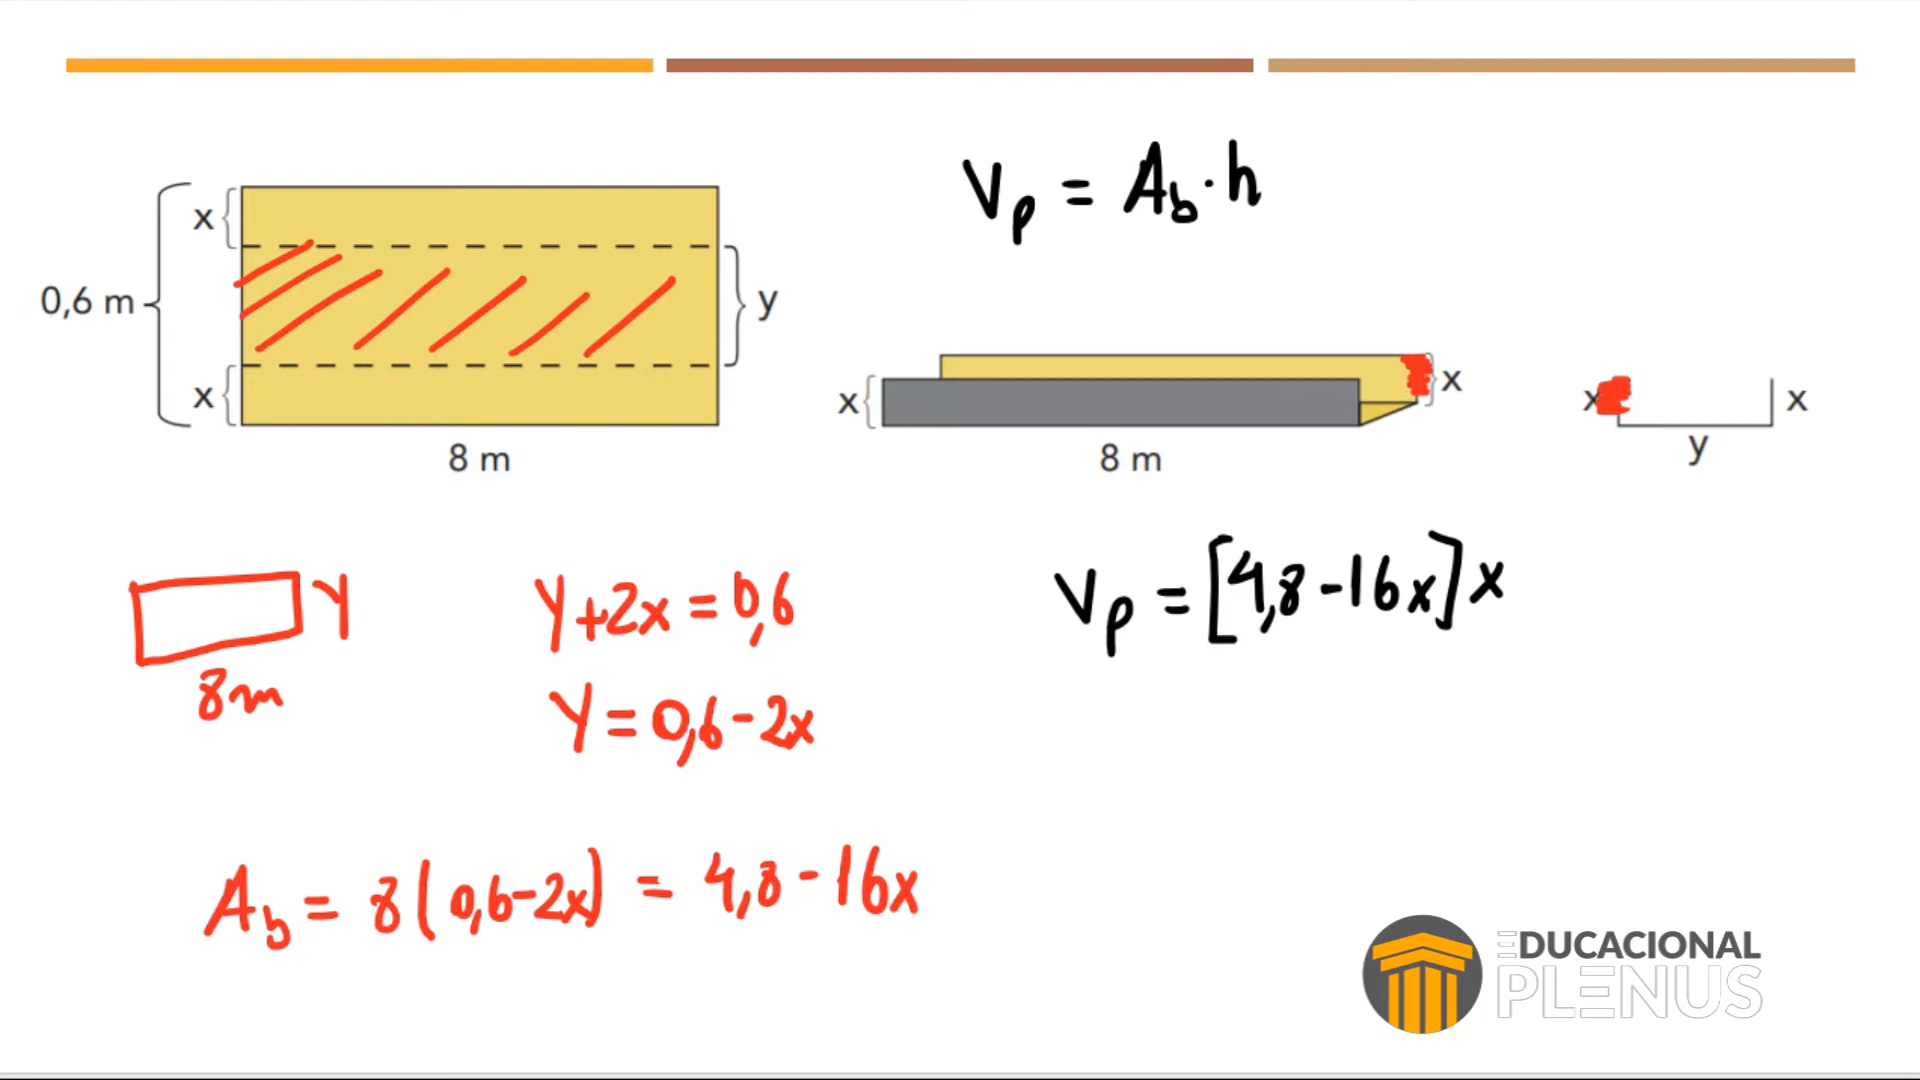 Vp = Ab · h
x
0,6 m
y
x
8 m
x
x
8 m
x
x
y
Y
8m
Y+2x = 0,6
Y = 0,6-2x
Vp = [4,8-16x]x
Ab = 8(0,6-2x) = 4,8-16x
EDUCACIONAL
PLENUS